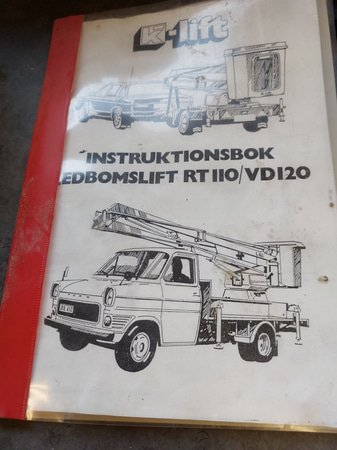 K-lift
INSTRUKTIONSBOK
LEDBOMSLIFT RT 110/VD120